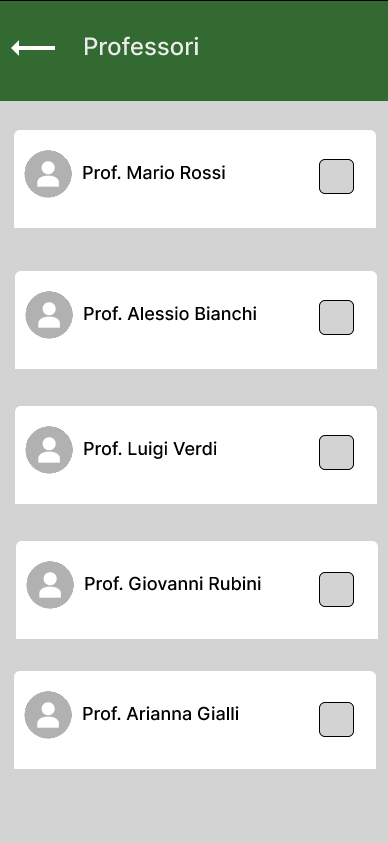 Professori
Prof. Mario Rossi
Prof. Alessio Bianchi
Prof. Luigi Verdi
Prof. Giovanni Rubini
Prof. Arianna Gialli